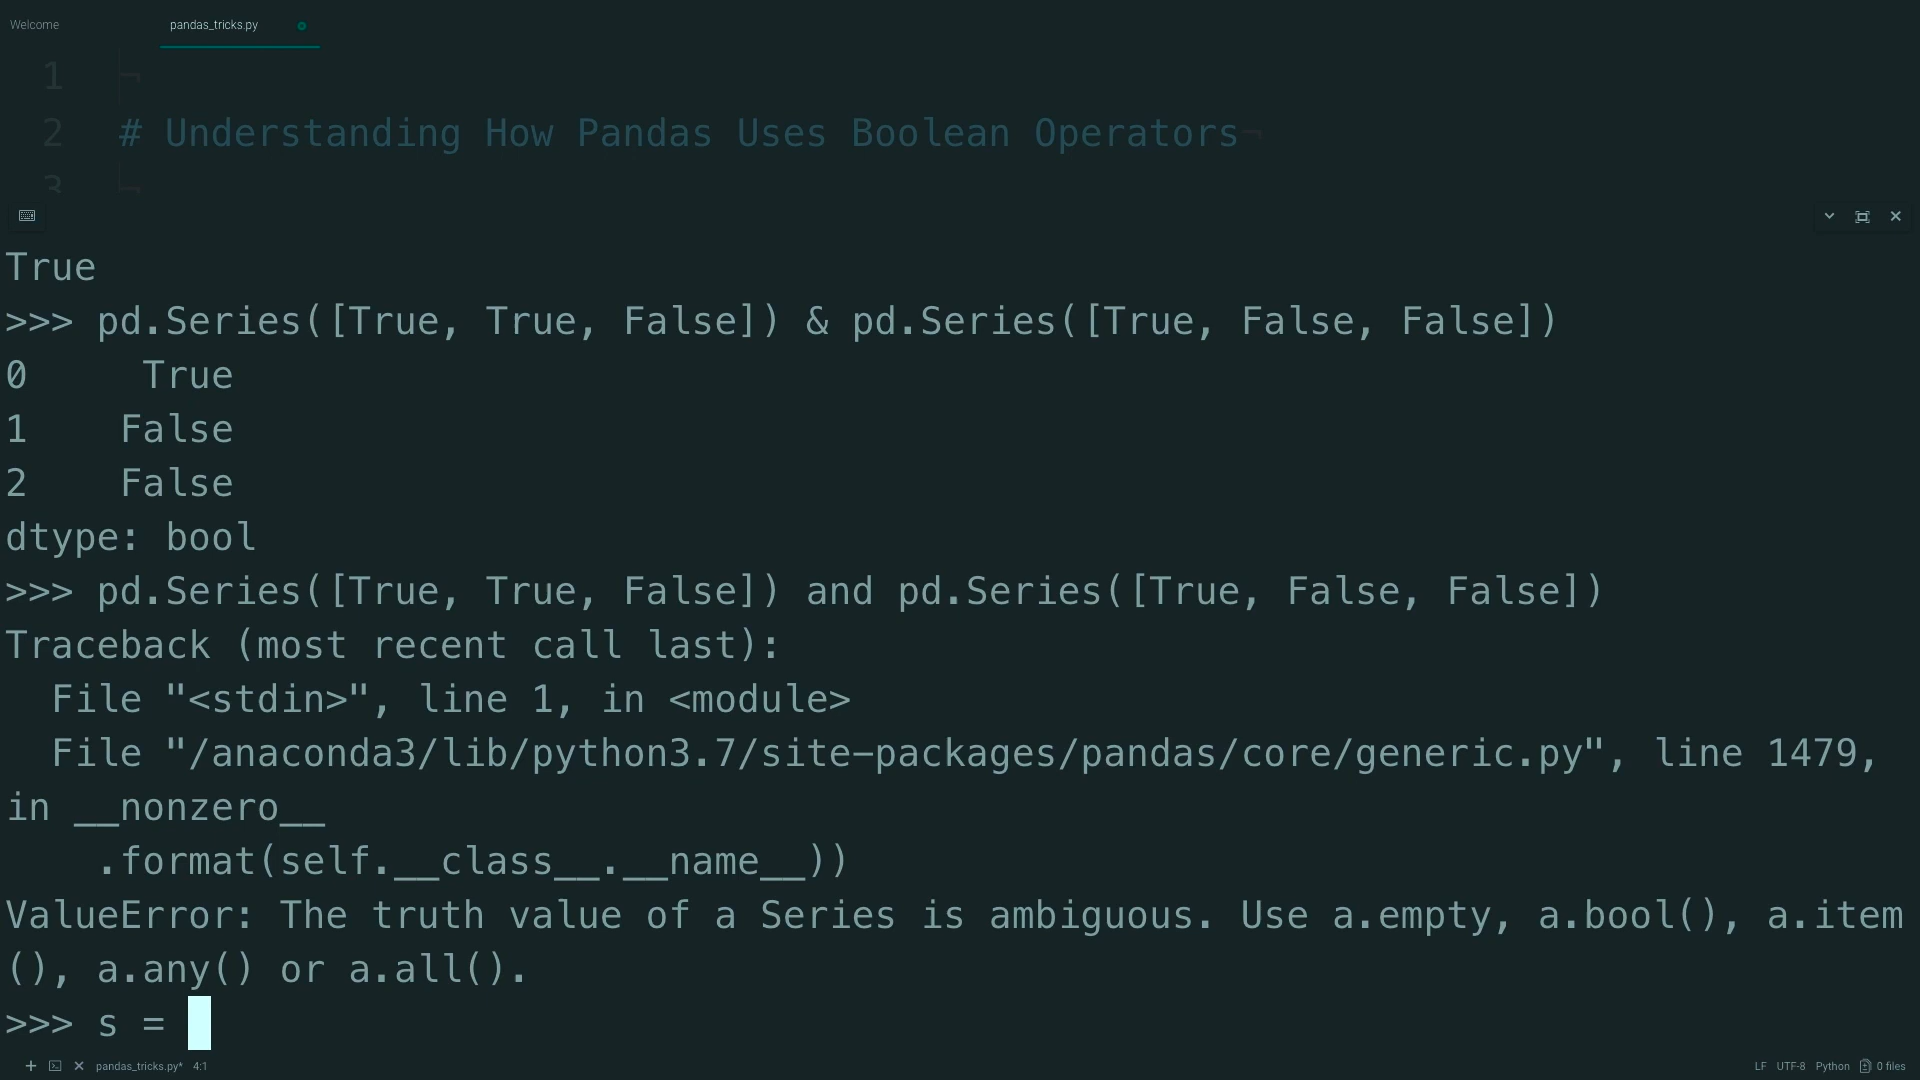 Welcome
pandas_tricks.py
1
2 # Understanding How Pandas Uses Boolean Operators
3
True
>>> pd.Series([True, True, False]) & pd.Series([True, False, False])
0     True
1    False
2    False
dtype: bool
>>> pd.Series([True, True, False]) and pd.Series([True, False, False])
Traceback (most recent call last):
  File "<stdin>", line 1, in <module>
  File "/anaconda3/lib/python3.7/site-packages/pandas/core/generic.py", line 1479,
in __nonzero__
    .format(self.__class__.__name__))
ValueError: The truth value of a Series is ambiguous. Use a.empty, a.bool(), a.item
(), a.any() or a.all().
>>> s =
pandas_tricks.py* 4:1 LF UTF-8 Python 0 files